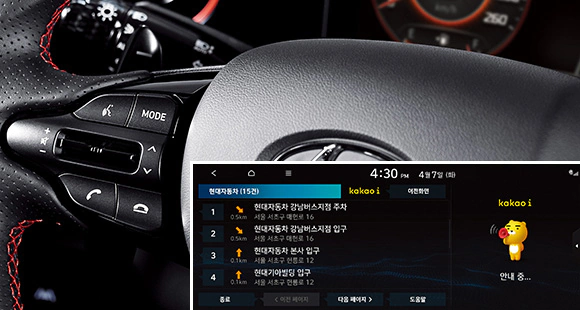 260
km/h
MODE
4:30 PM 4월 7일 (화)
현대자동차 (15건)
kakao i
이전화면
1
현대자동차 강남버스지점 주차
0.5km 서울 서초구 매헌로 16
2
현대자동차 강남버스지점 입구
0.5km 서울 서초구 매헌로 16
3
현대자동차 본사 입구
0.1km 서울 서초구 헌릉로 12
4
현대기아빌딩 입구
0.1km 서울 서초구 헌릉로 12
종료
< 이전 페이지
다음 페이지 >
도움말
kakao i
안내 중...